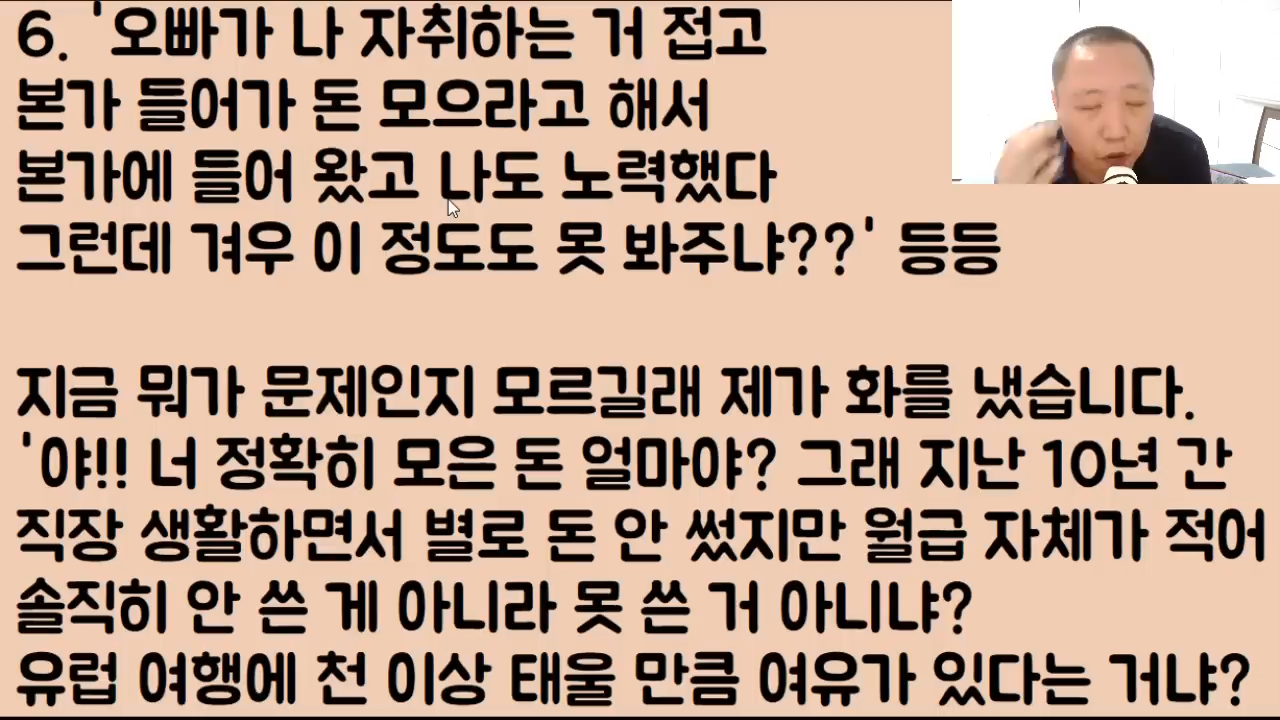 6. '오빠가 나 자취하는 거 접고
본가 들어가 돈 모으라고 해서
본가에 들어 왔고 나도 노력했다
그런데 겨우 이 정도도 못 봐주냐??' 등등
지금 뭐가 문제인지 모르길래 제가 화를 냈습니다.
'야!! 너 정확히 모은 돈 얼마야? 그래 지난 10년 간
직장 생활하면서 별로 돈 안 썼지만 월급 자체가 적어
솔직히 안 쓴 게 아니라 못 쓴 거 아니냐?
유럽 여행에 천 이상 태울 만큼 여유가 있다는 거냐?